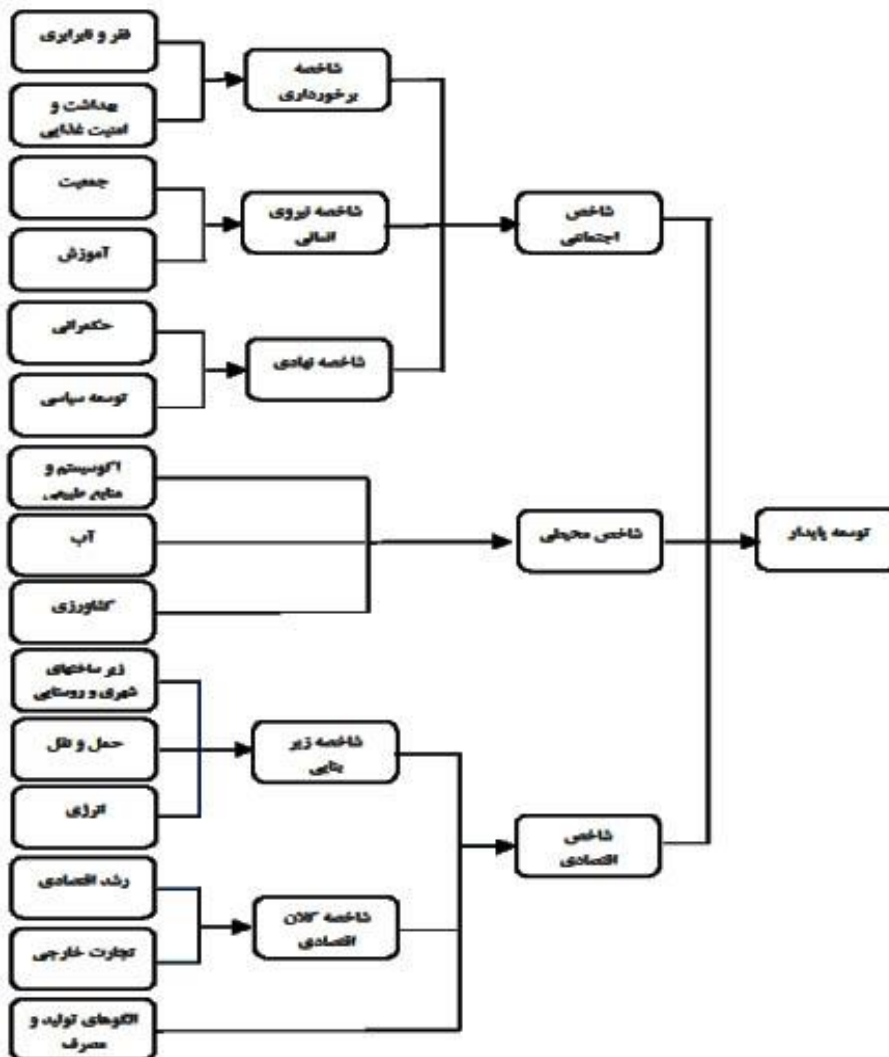 فقر و نابرابری
بهداشت و
امنیت غذایی
جمعیت
آموزش
حکمرانی
توسعه سیاسی
اکوسیستم و
منابع طبیعی
آب
کشاورزی
زیر ساختهای
شهری و روستایی
حمل و نقل
انرژی
رشد اقتصادی
تجارت خارجی
الگوهای تولید و
مصرف
شاخصه
برخورداری
شاخصه نیروی
انسانی
شاخصه نهادی
شاخصه زیر
بنایی
شاخصه کلان
اقتصادی
شاخص
اجتماعی
شاخص محیطی
شاخص
اقتصادی
توسعه پایدار